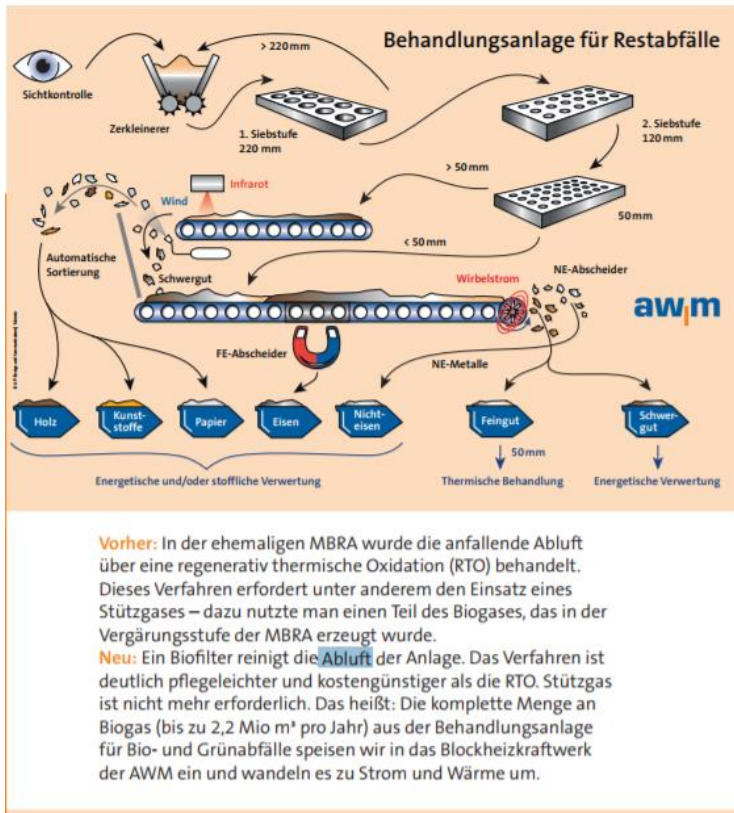 Behandlungsanlage für Restabfälle
> 220 mm
Sichtkontrolle
Zerkleinerer
1. Siebstufe
220 mm
2. Siebstufe
120 mm
> 50 mm
50 mm
Infrarot
Wind
< 50 mm
Automatische
Sortierung
Schwergut
Wirbelstrom
NE-Abscheider
awm
FE-Abscheider
NE-Metalle
Holz
Kunst-
stoffe
Papier
Eisen
Nicht-
eisen
Feingut
Schwer-
gut
50 mm
Energetische und/oder stoffliche Verwertung
Thermische Behandlung
Energetische Verwertung
Vorher: In der ehemaligen MBRA wurde die anfallende Abluft
über eine regenerativ thermische Oxidation (RTO) behandelt.
Dieses Verfahren erfordert unter anderem den Einsatz eines
Stützgases – dazu nutzte man einen Teil des Biogases, das in der
Vergärungsstufe der MBRA erzeugt wurde.
Neu: Ein Biofilter reinigt die Abluft der Anlage. Das Verfahren ist
deutlich pflegeleichter und kostengünstiger als die RTO. Stützgas
ist nicht mehr erforderlich. Das heißt: Die komplette Menge an
Biogas (bis zu 2,2 Mio m³ pro Jahr) aus der Behandlungsanlage
für Bio- und Grünabfälle speisen wir in das Blockheizkraftwerk
der AWM ein und wandeln es zu Strom und Wärme um.